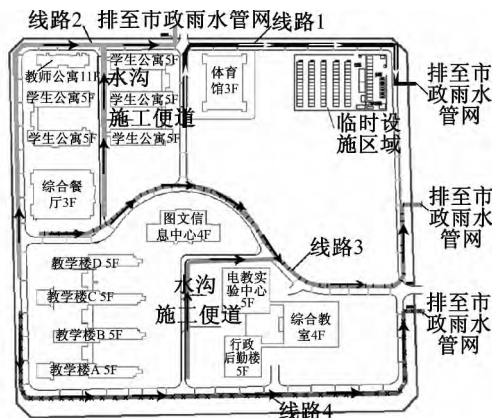 线路2
排至市政雨水管网
线路1
教师公寓11F
学生公寓5F
水沟
学生公寓5F
学生公寓5F
学生公寓5F
施工便道
学生公寓5F
学生公寓5F
体育
馆3F
临时设
施区域
排至市
政雨水
管网
综合餐
厅3F
图文信
息中心4F
线路3
排至市
政雨水
管网
教学楼D 5F
教学楼C 5F
教学楼B 5F
教学楼A 5F
水沟
施工便道
电教实
验中心
5F
综合教
室4F
行政
后勤楼
5F
排至市
政雨水
管网
线路4